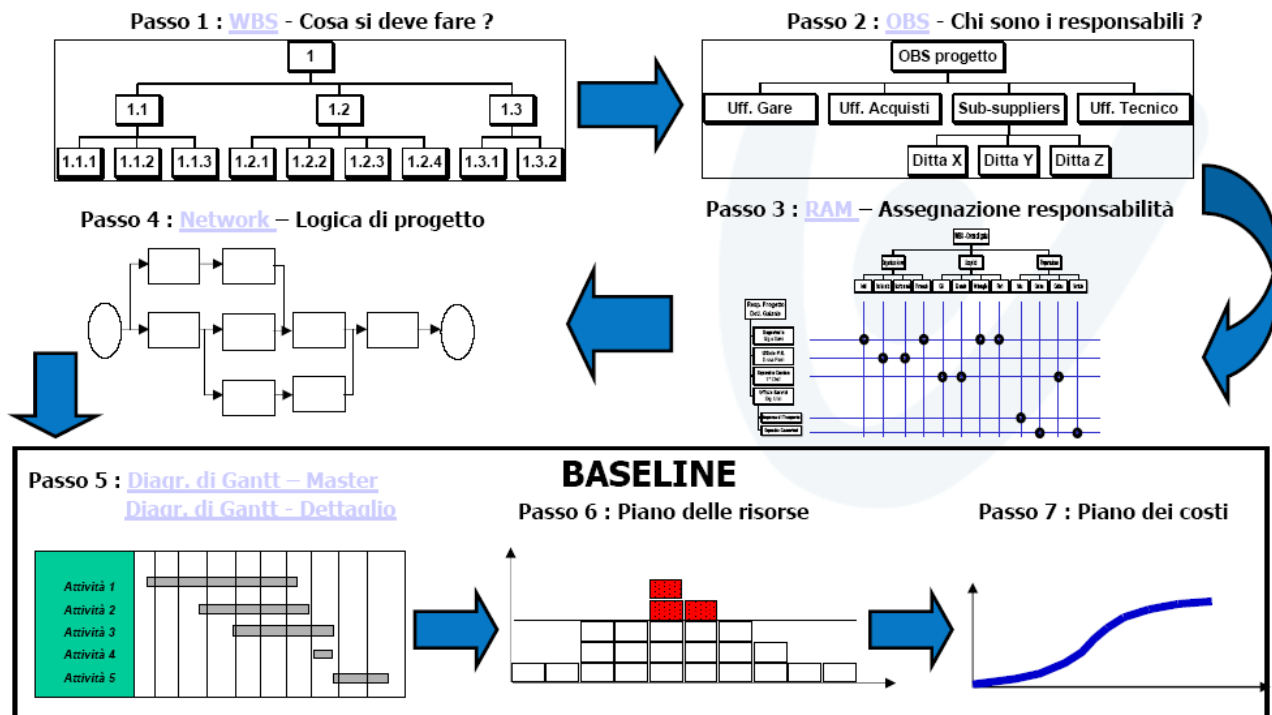 Passo 1 : WBS - Cosa si deve fare ?
1
1.1 1.2 1.3
1.1.1 1.1.2 1.1.3 1.2.1 1.2.2 1.2.3 1.2.4 1.3.1 1.3.2
Passo 2 : OBS - Chi sono i responsabili ?
OBS progetto
Uff. Gare Uff. Acquisti Sub-suppliers Uff. Tecnico
Ditta X Ditta Y Ditta Z
Passo 3 : RAM – Assegnazione responsabilità
Resp. Progetto
Passo 4 : Network – Logica di progetto
BASELINE
Passo 5 : Diagr. di Gantt – Master
Diagr. di Gantt - Dettaglio
Attività 1
Attività 2
Attività 3
Attività 4
Attività 5
Passo 6 : Piano delle risorse
Passo 7 : Piano dei costi